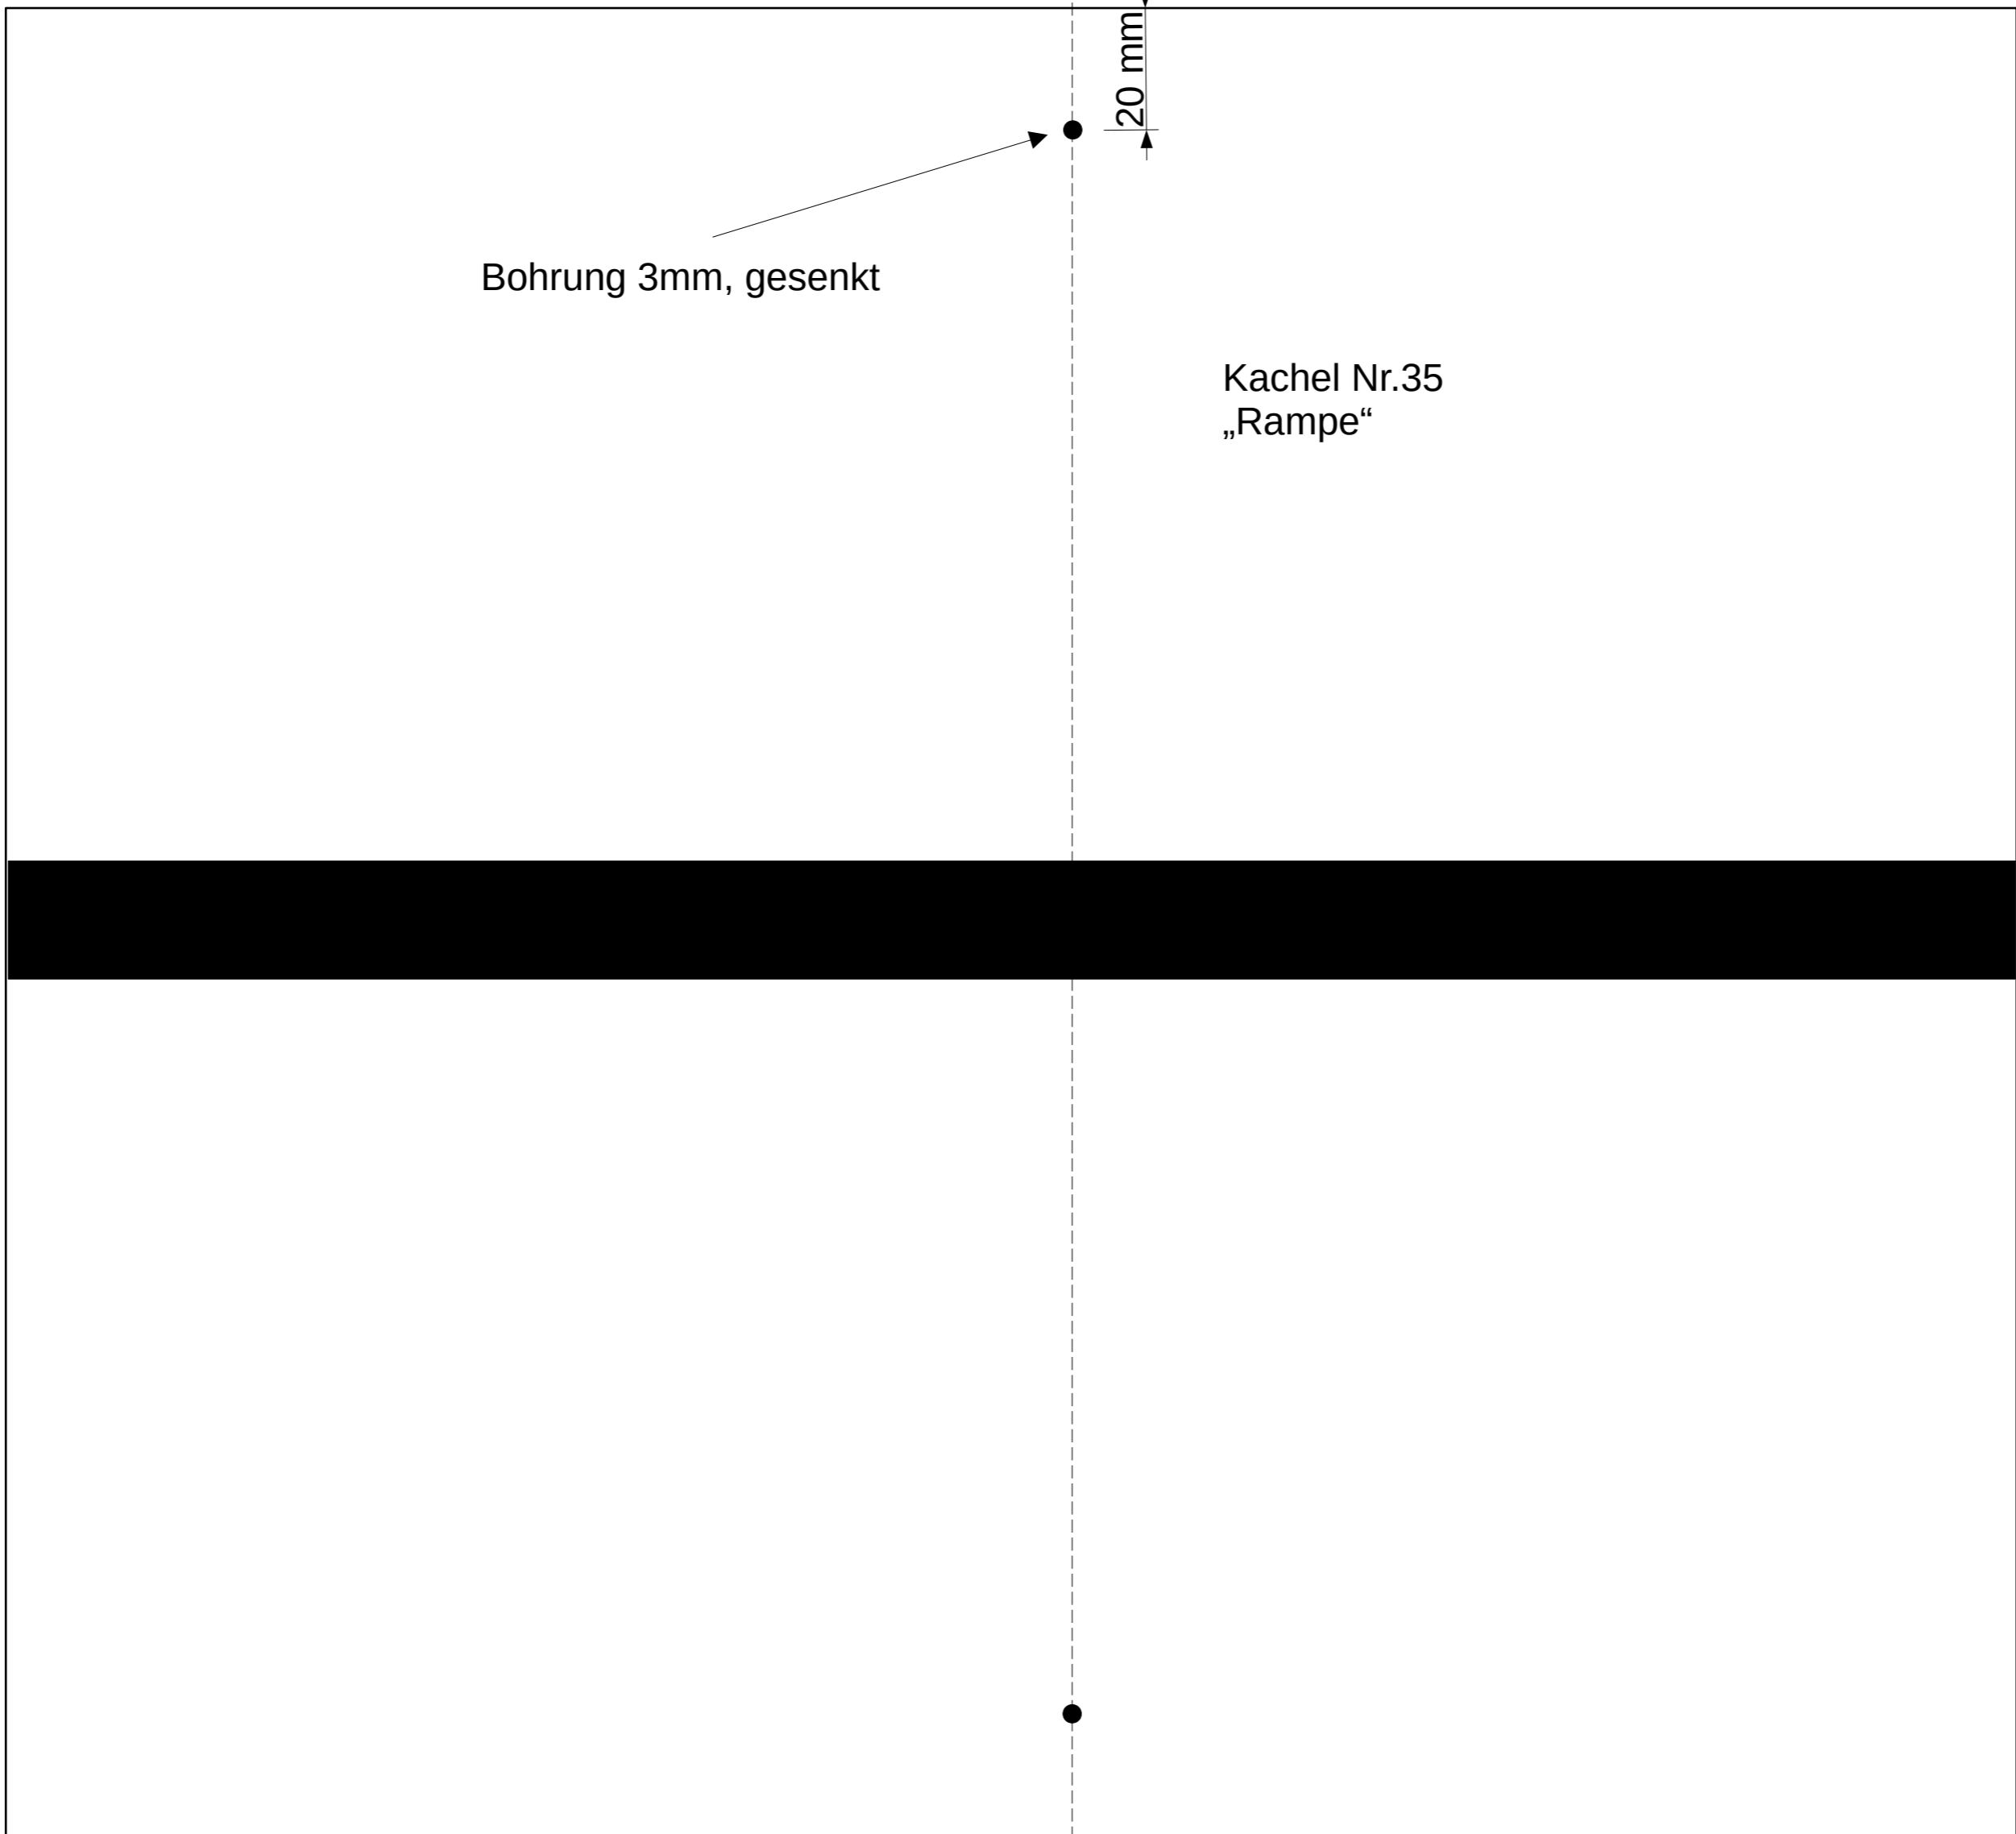 20 mm
Bohrung 3mm, gesenkt
Kachel Nr.35
„Rampe“